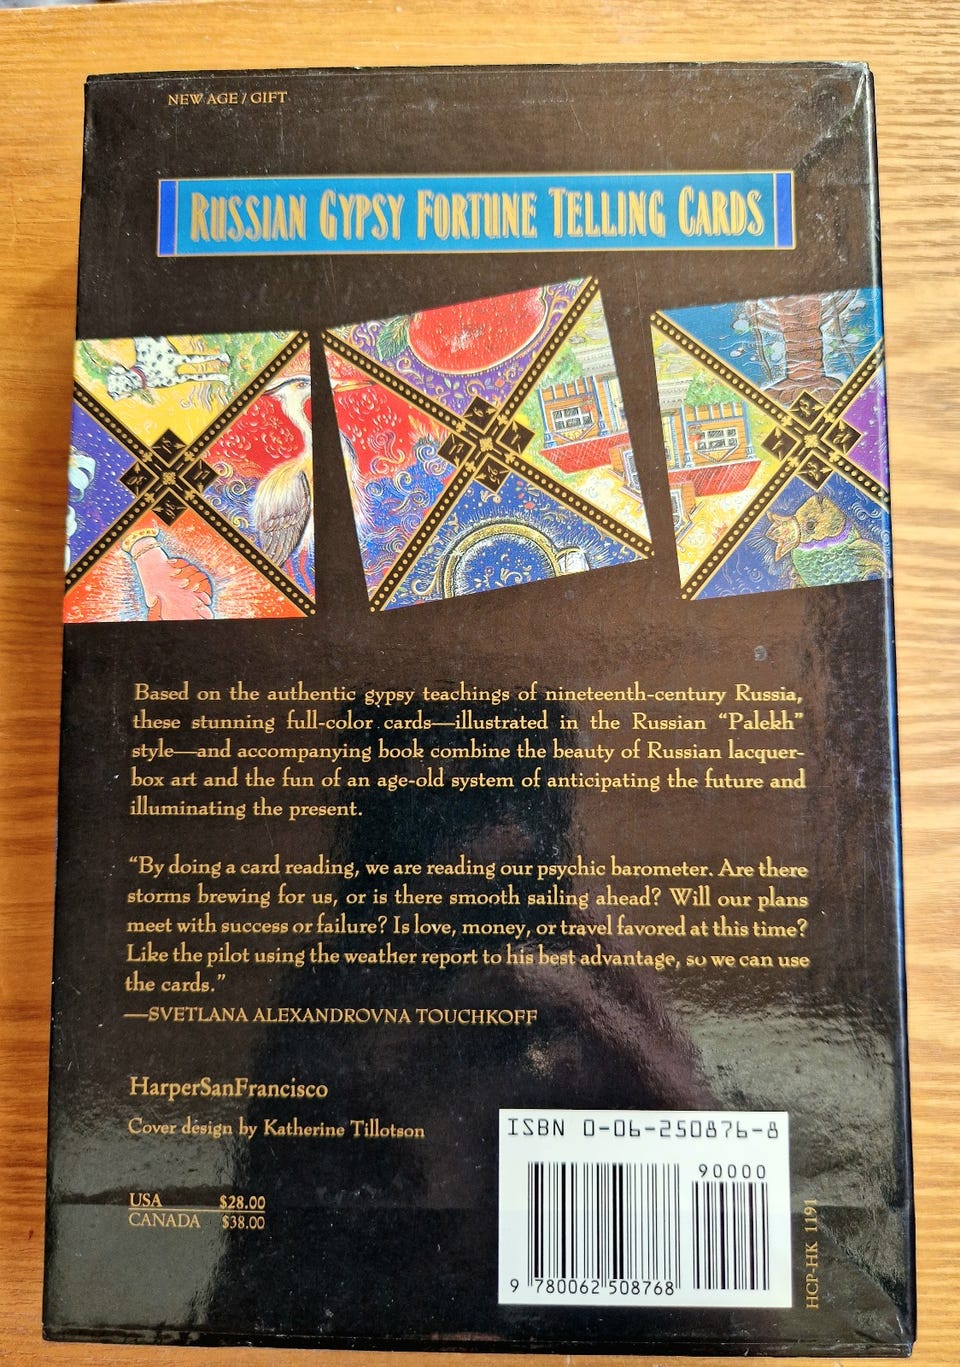 NEW AGE / GIFT
RUSSIAN GYPSY FORTUNE TELLING CARDS
Based on the authentic gypsy teachings of nineteenth-century Russia,
these stunning full-color cards—illustrated in the Russian “Palekh”
style—and accompanying book combine the beauty of Russian lacquer-
box art and the fun of an age-old system of anticipating the future and
illuminating the present.
“By doing a card reading, we are reading our psychic barometer. Are there
storms brewing for us, or is there smooth sailing ahead? Will our plans
meet with success or failure? Is love, money, or travel favored at this time?
Like the pilot using the weather report to his best advantage, so we can use
the cards.”
—SVETLANA ALEXANDROVNA TOUCHKOFF
HarperSanFrancisco
Cover design by Katherine Tillotson
USA $28.00
CANADA $38.00
ISBN 0-06-250876-8
90000
9 780062 508768
HCP-HK 1191